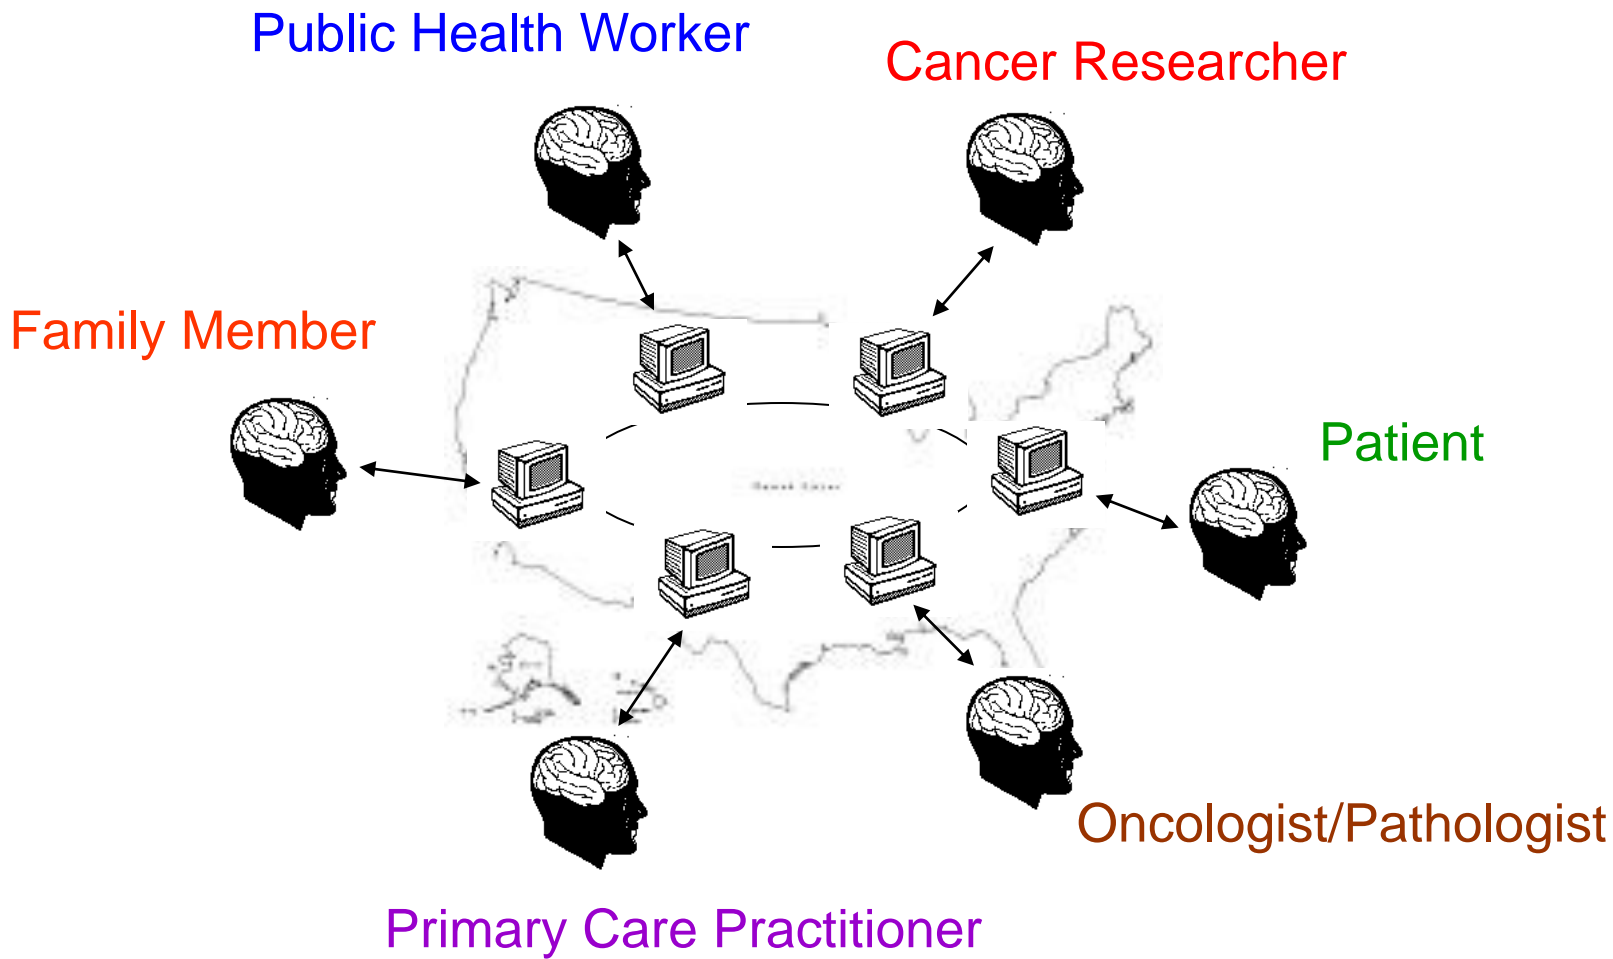 Public Health Worker
Cancer Researcher
Family Member
Patient
Oncologist/Pathologist
Primary Care Practitioner